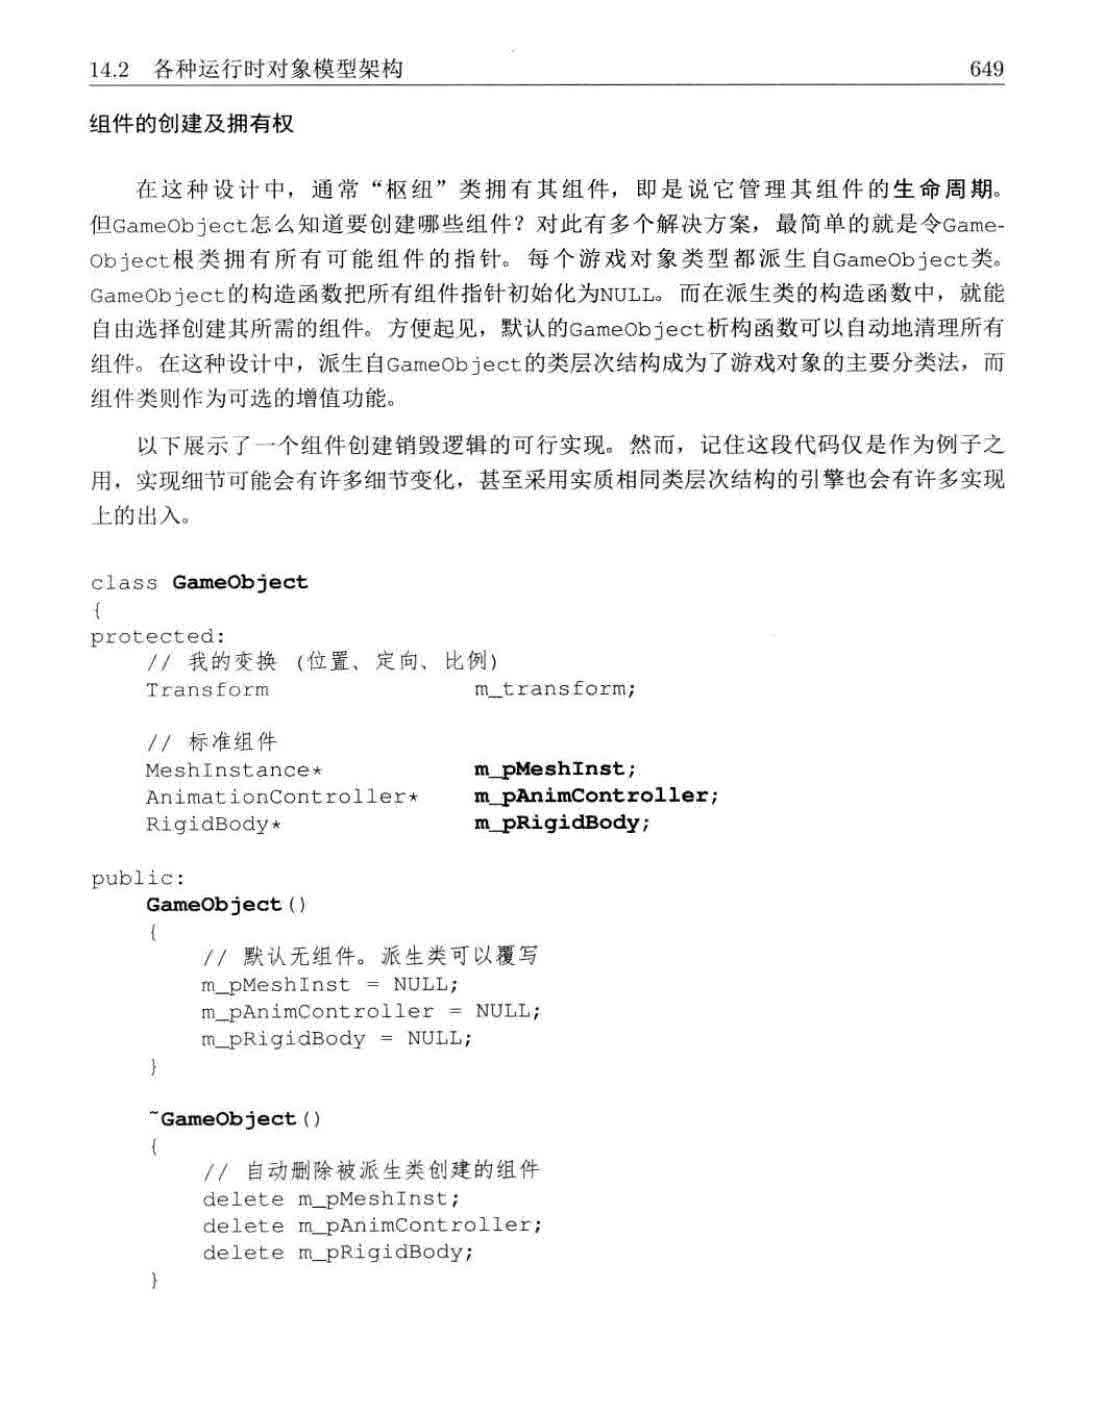 14.2 各种运行时对象模型架构 649
组件的创建及拥有权
在这种设计中，通常“枢纽”类拥有其组件，即是说它管理其组件的生命周期。
但GameObject怎么知道要创建哪些组件？对此有多个解决方案，最简单的就是令Game-
Object根类拥有所有可能组件的指针。每个游戏对象类型都派生自GameObject类。
GameObject的构造函数把所有组件指针初始化为NULL。而在派生类的构造函数中，就能
自由选择创建其所需的组件。方便起见，默认的GameObject析构函数可以自动地清理所有
组件。在这种设计中，派生自GameObject的类层次结构成为了游戏对象的主要分类法，而
组件类则作为可选的增值功能。
以下展示了一个组件创建销毁逻辑的可行实现。然而，记住这段代码仅是作为例子之
用，实现细节可能会有许多细节变化，甚至采用实质相同类层次结构的引擎也会有许多实现
上的出入。
class GameObject
{
protected:
// 我的变换 (位置、定向、比例)
Transform m_transform;
// 标准组件
MeshInstance* m_pMeshInst;
AnimationController* m_pAnimController;
RigidBody* m_pRigidBody;
public:
GameObject()
{
// 默认无组件。派生类可以覆写
m_pMeshInst = NULL;
m_pAnimController = NULL;
m_pRigidBody = NULL;
}
~GameObject()
{
// 自动删除被派生类创建的组件
delete m_pMeshInst;
delete m_pAnimController;
delete m_pRigidBody;
}